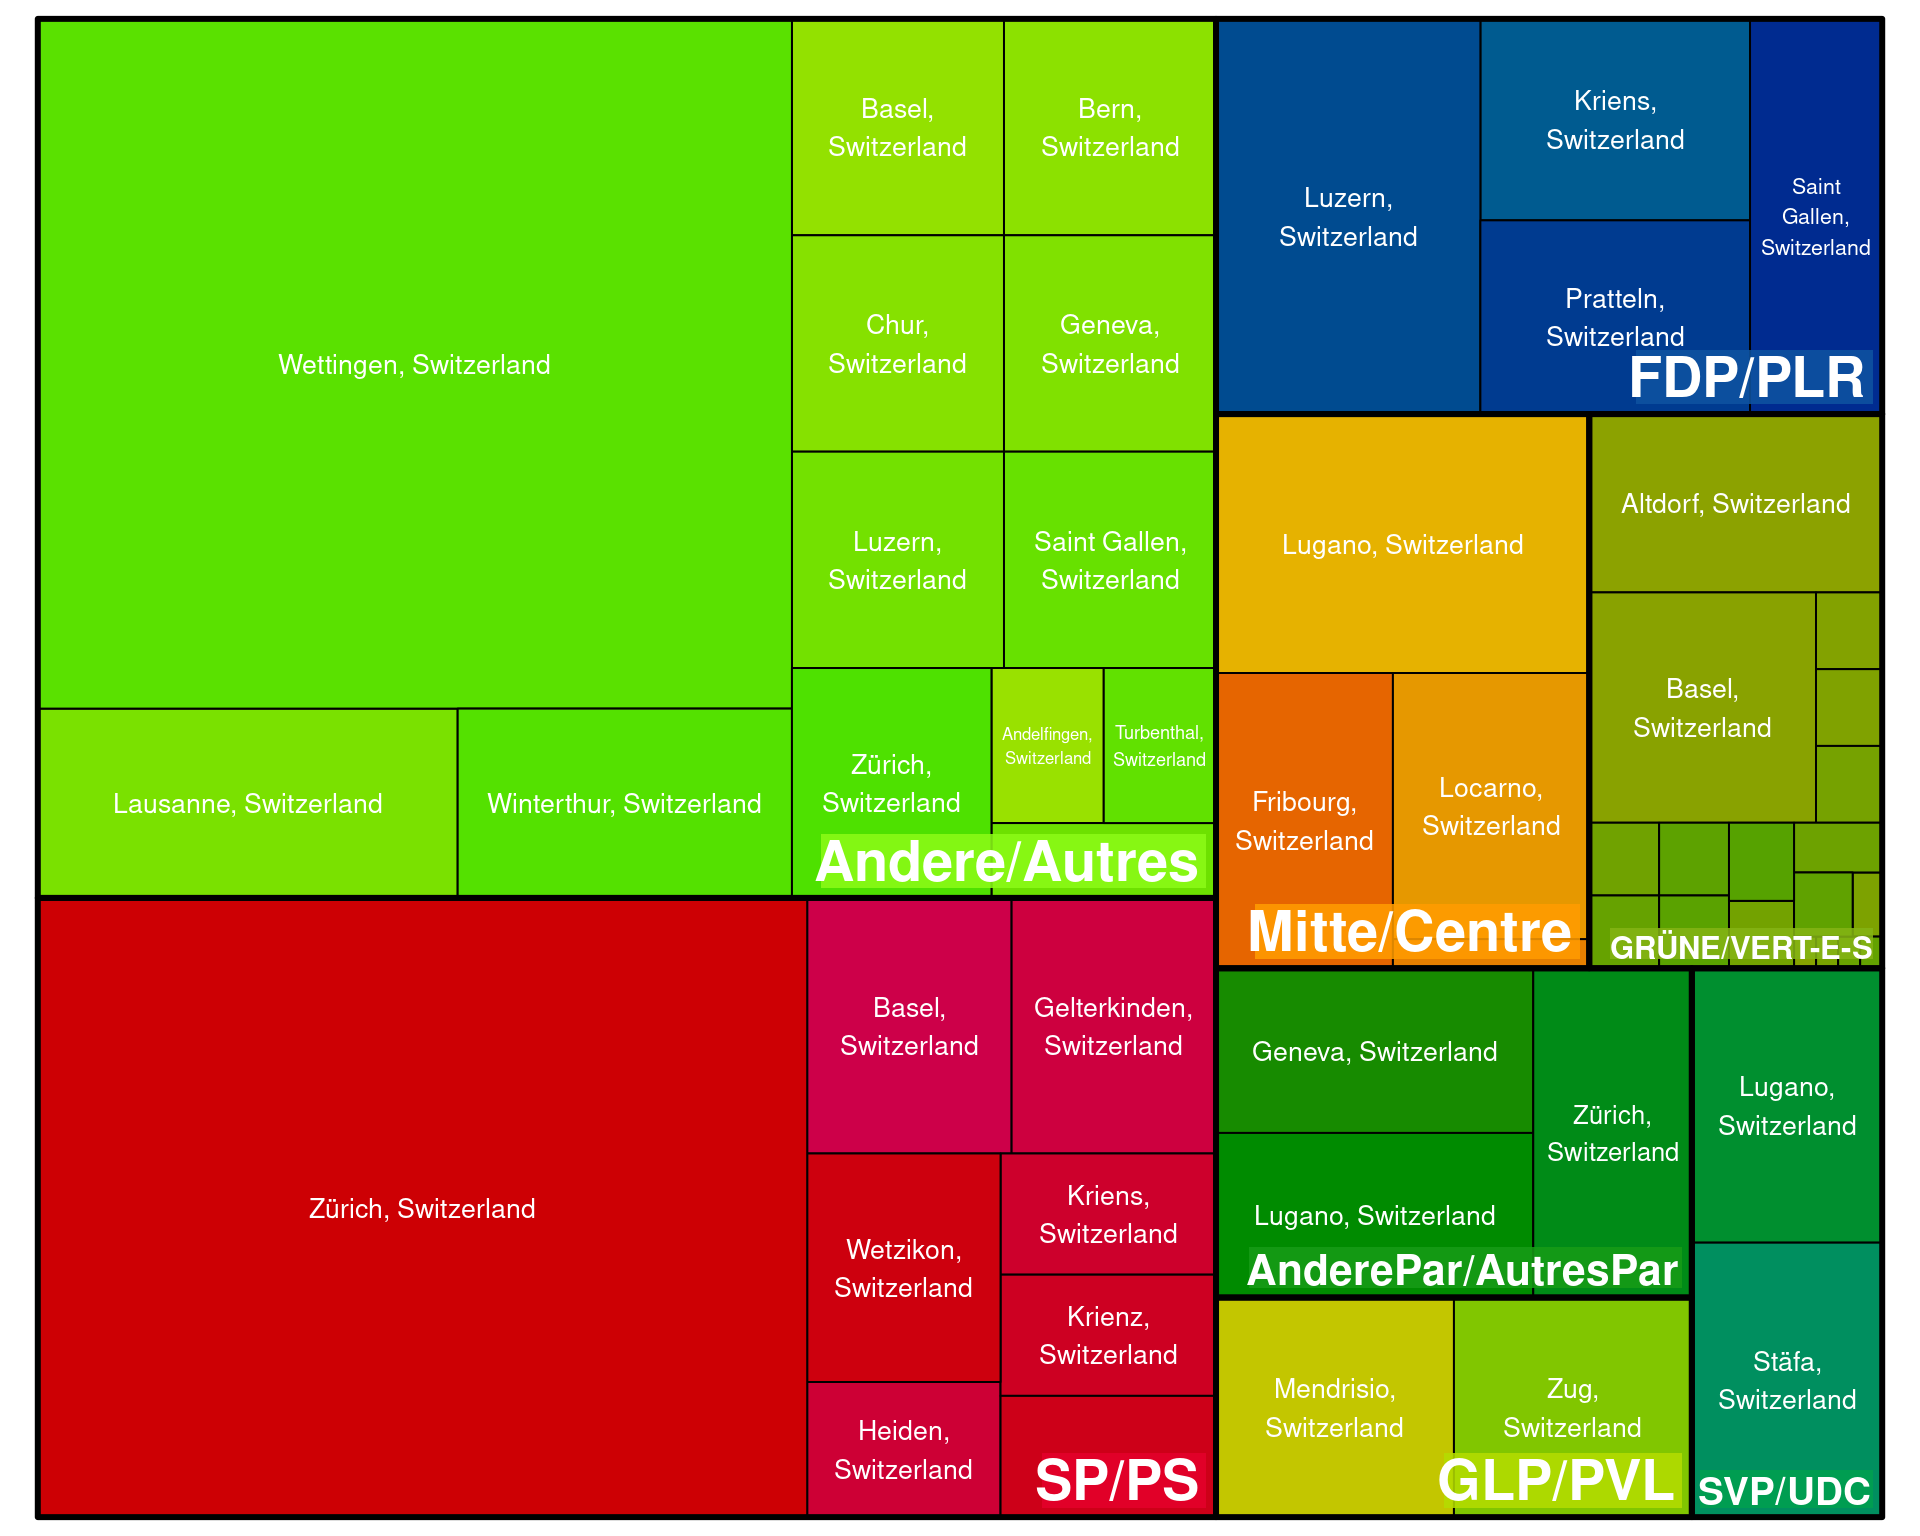 Wettingen, Switzerland
Lausanne, Switzerland
Winterthur, Switzerland
Basel,
Switzerland
Bern,
Switzerland
Chur,
Switzerland
Geneva,
Switzerland
Luzern,
Switzerland
Saint Gallen,
Switzerland
Zürich,
Switzerland
Andelfingen,
Switzerland
Turbenthal,
Switzerland
Andere/Autres
Zürich, Switzerland
Basel,
Switzerland
Gelterkinden,
Switzerland
Wetzikon,
Switzerland
Kriens,
Switzerland
Krienz,
Switzerland
Heiden,
Switzerland
SP/PS
Luzern,
Switzerland
Kriens,
Switzerland
Pratteln,
Switzerland
Saint
Gallen,
Switzerland
FDP/PLR
Lugano, Switzerland
Fribourg,
Switzerland
Locarno,
Switzerland
Mitte/Centre
Altdorf, Switzerland
Basel,
Switzerland
GRÜNE/VERT-E-S
Geneva, Switzerland
Lugano, Switzerland
Zürich,
Switzerland
AnderePar/AutresPar
Mendrisio,
Switzerland
Zug,
Switzerland
GLP/PVL
Lugano,
Switzerland
Stäfa,
Switzerland
SVP/UDC